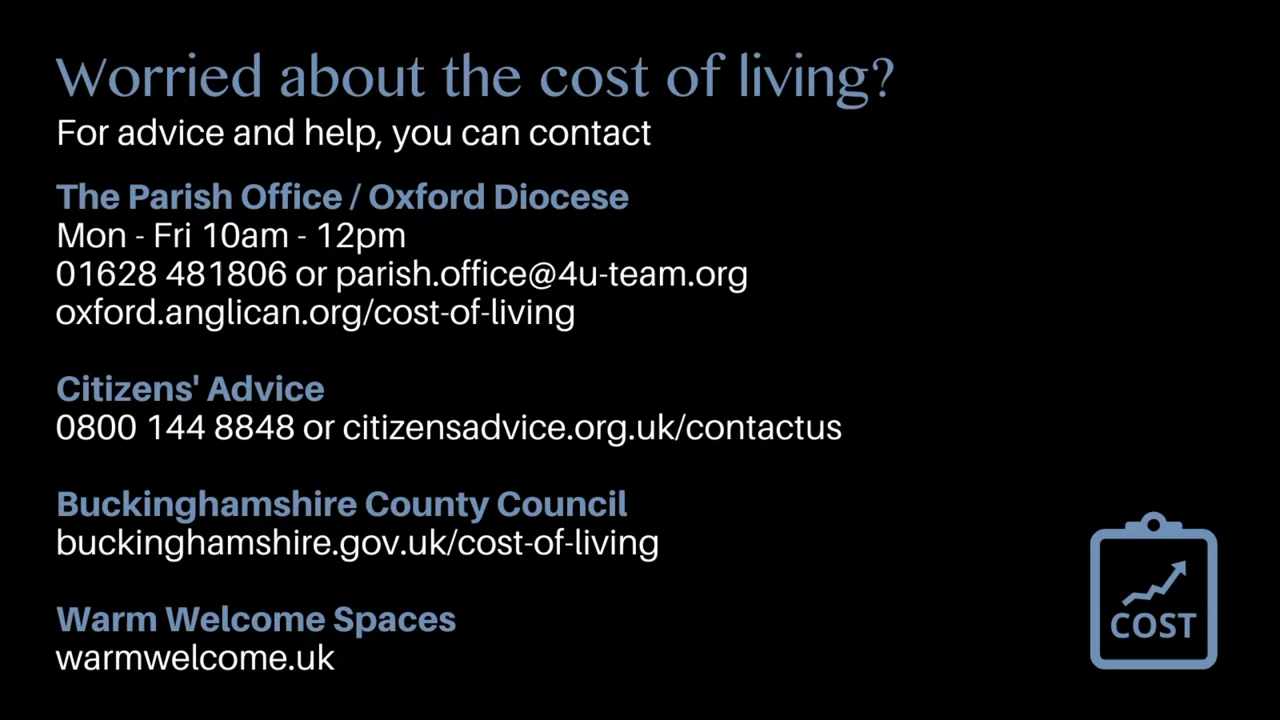 Worried about the cost of living?
For advice and help, you can contact
The Parish Office / Oxford Diocese
Mon - Fri 10am - 12pm
01628 481806 or parish.office@4u-team.org
oxford.anglican.org/cost-of-living
Citizens' Advice
0800 144 8848 or citizensadvice.org.uk/contactus
Buckinghamshire County Council
buckinghamshire.gov.uk/cost-of-living
Warm Welcome Spaces
warmwelcome.uk
COST